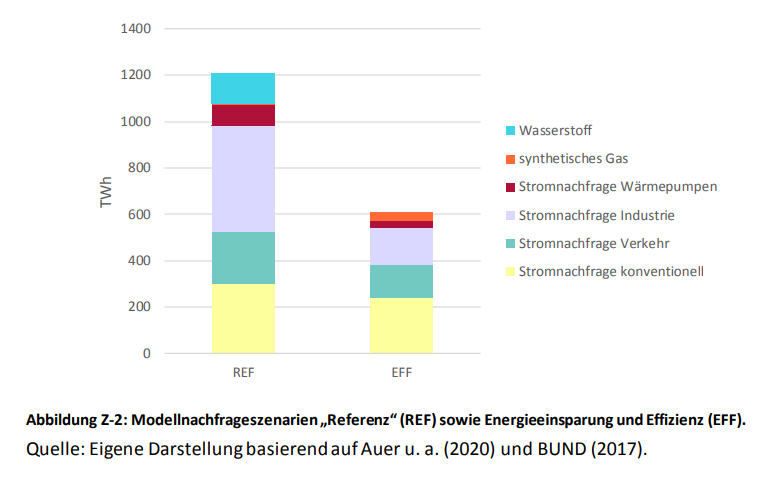 1400
1200
1000
800
600
400
200
0
TWh
REF
EFF
Wasserstoff
synthetisches Gas
Stromnachfrage Wärmepumpen
Stromnachfrage Industrie
Stromnachfrage Verkehr
Stromnachfrage konventionell
Abbildung Z-2: Modellnachfrageszenarien „Referenz“ (REF) sowie Energieeinsparung und Effizienz (EFF).
Quelle: Eigene Darstellung basierend auf Auer u. a. (2020) und BUND (2017).